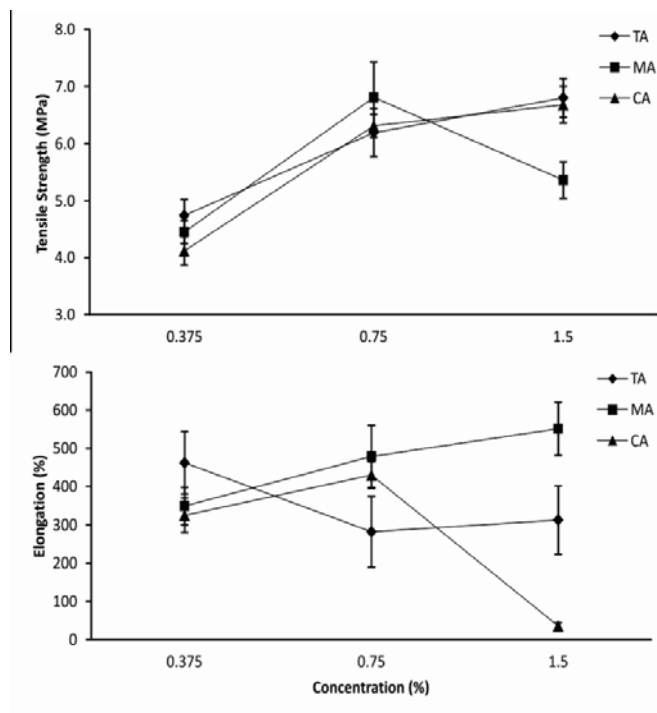 8.0
7.0
6.0
5.0
4.0
3.0
Tensile Strength (MPa)
TA
MA
CA
0.375 0.75 1.5
700
600
500
400
300
200
100
0
Elongation (%)
TA
MA
CA
0.375 0.75 1.5
Concentration (%)